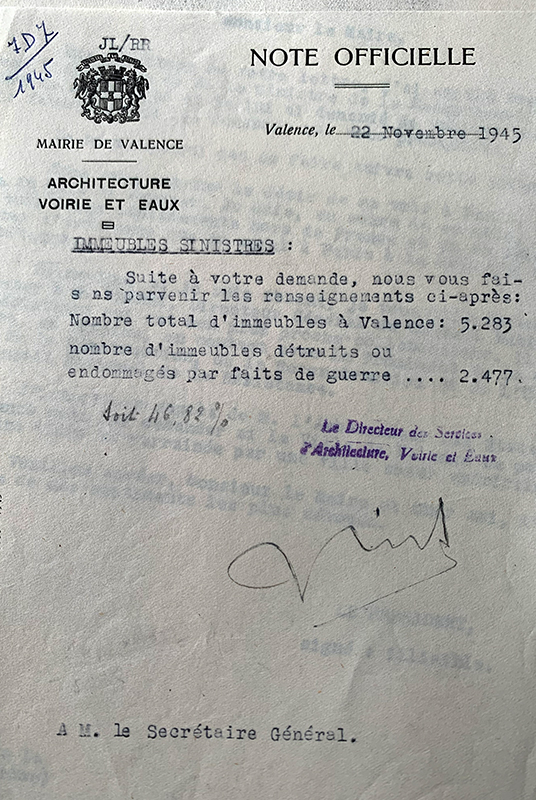 7D7
1945
JL/RR
NOTE OFFICIELLE
Valence, le 22 Novembre 1945
MAIRIE DE VALENCE
ARCHITECTURE
VOIRIE ET EAUX
IMMEUBLES SINISTRES :
Suite à votre demande, nous vous fai-
s ns parvenir les renseignements ci-après:
Nombre total d'immeubles à Valence: 5.283
nombre d'immeubles détruits ou
endommagés par faits de guerre .... 2.477.
Soit 46,82 %
Le Directeur des Services
d'Architecture, Voirie et Eaux
A M. le Secrétaire Général.